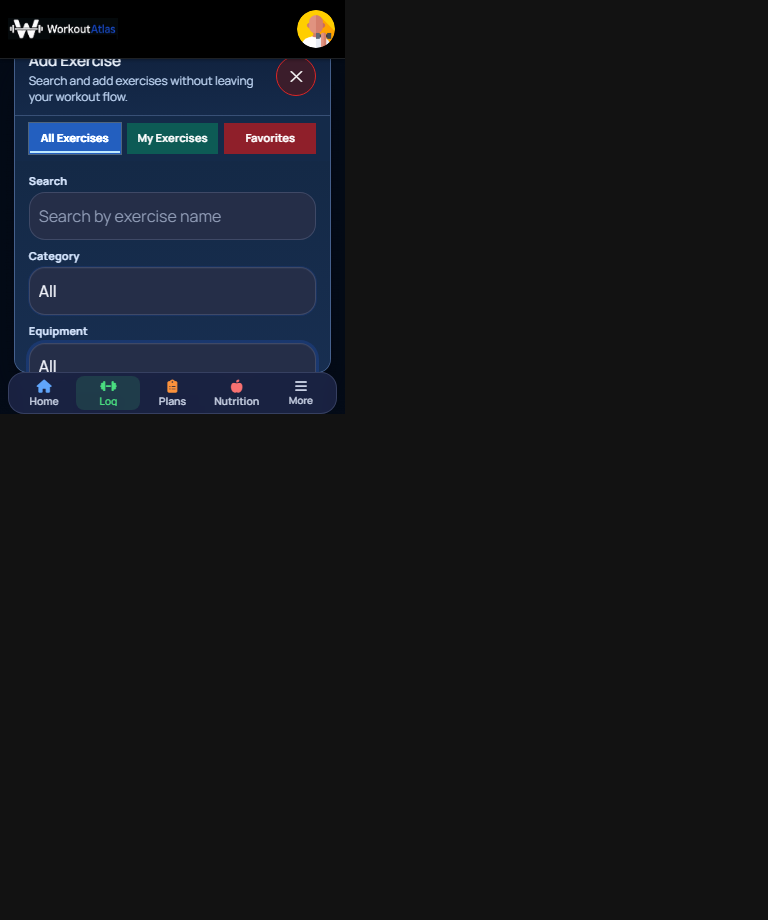 WorkoutAtlas
Add Exercise
Search and add exercises without leaving
your workout flow.
All Exercises
My Exercises
Favorites
Search
Search by exercise name
Category
All
Equipment
All
Home
Log
Plans
Nutrition
More